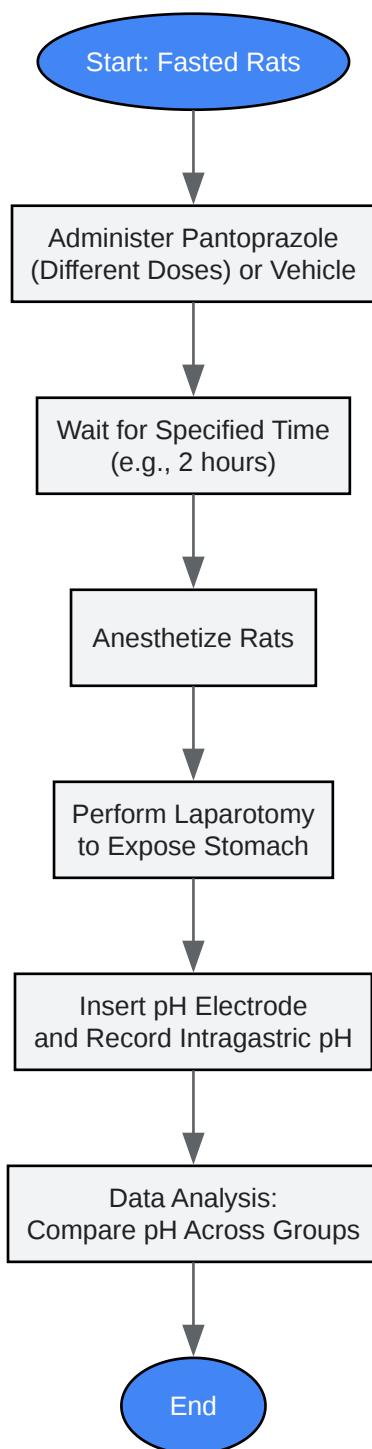 Start: Fasted Rats
Administer Pantoprazole
(Different Doses) or Vehicle
Wait for Specified Time
(e.g., 2 hours)
Anesthetize Rats
Perform Laparotomy
to Expose Stomach
Insert pH Electrode
and Record Intragastric pH
Data Analysis:
Compare pH Across Groups
End